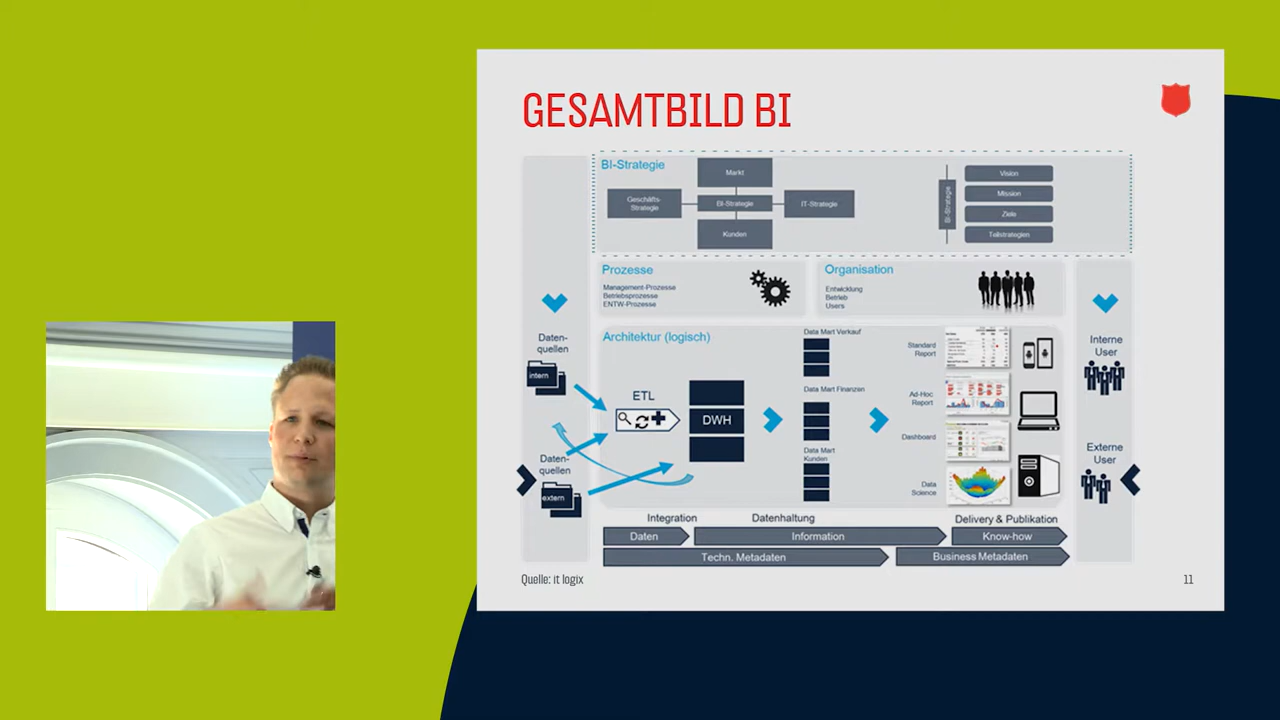 GESAMTBILD BI
BI-Strategie
Markt
Geschäfts-
Strategie
BI-Strategie
IT-Strategie
Kunden
BI-Strategie
Vision
Mission
Ziele
Teilstrategien
Prozesse
Management-Prozesse
Betriebsprozesse
ENTW-Prozesse
Organisation
Entwicklung
Betrieb
Users
Daten-
quellen
intern
Daten-
quellen
extern
Architektur (logisch)
ETL
DWH
Data Mart Verkauf
Data Mart Finanzen
Data Mart
Kunden
Standard
Report
Ad-Hoc
Report
Dashboard
Data
Science
Interne
User
Externe
User
Integration
Datenhaltung
Delivery & Publikation
Daten
Information
Know-how
Techn. Metadaten
Business Metadaten
Quelle: it logix
11